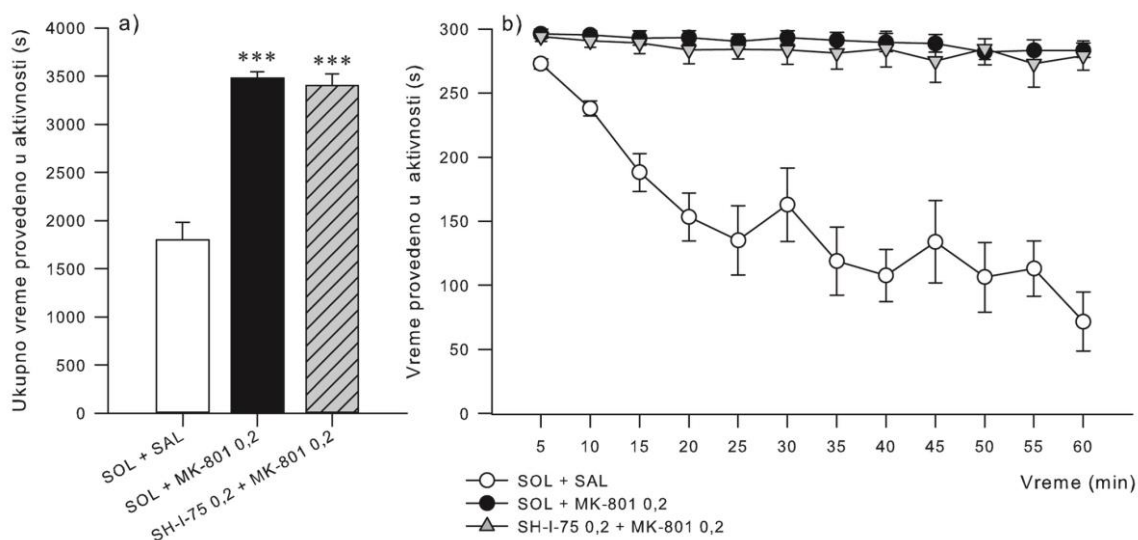 a)
Ukupno vreme provedeno u aktivnosti (s)
4000
3500
3000
2500
2000
1500
1000
500
0
***
***
SOL + SAL
SOL + MK-801 0,2
SH-I-75 0,2 + MK-801 0,2
b)
Vreme provedeno u aktivnosti (s)
300
250
200
150
100
50
0
5 10 15 20 25 30 35 40 45 50 55 60
Vreme (min)
SOL + SAL
SOL + MK-801 0,2
SH-I-75 0,2 + MK-801 0,2